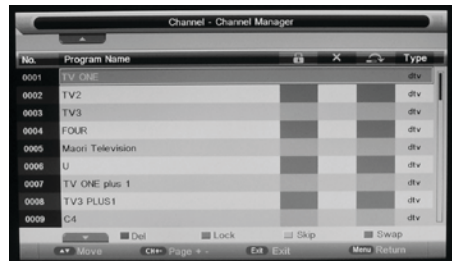 Channel - Channel Manager
No. Program Name Type
0001 TV ONE dtv
0002 TV2 dtv
0003 TV3 dtv
0004 FOUR dtv
0005 Maori Television dtv
0006 U dtv
0007 TV ONE plus 1 dtv
0008 TV3 PLUS1 dtv
0009 C4 dtv
Del Lock Skip Swap
Move CH+- Page + - Exit Exit Menu Return